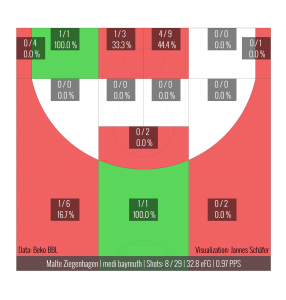 1 / 1 1 / 3 4 / 9 0 / 0
0 / 4 100.0 % 33.3 % 44.4 % 0.0 % 0 / 1
0.0 % 0.0 %
0 / 0 0 / 0 0 / 0 0 / 0
0.0 % 0.0 % 0.0 % 0.0 %
0 / 2
0.0 %
1 / 6 1 / 1 0 / 2
16.7 % 100.0 % 0.0 %
Data: Beko BBL Visualization: Jannes Schäfer
Malte Ziegenhagen | medi bayreuth | Shots: 8 / 29 | 32.8 eFG | 0.97 PPS